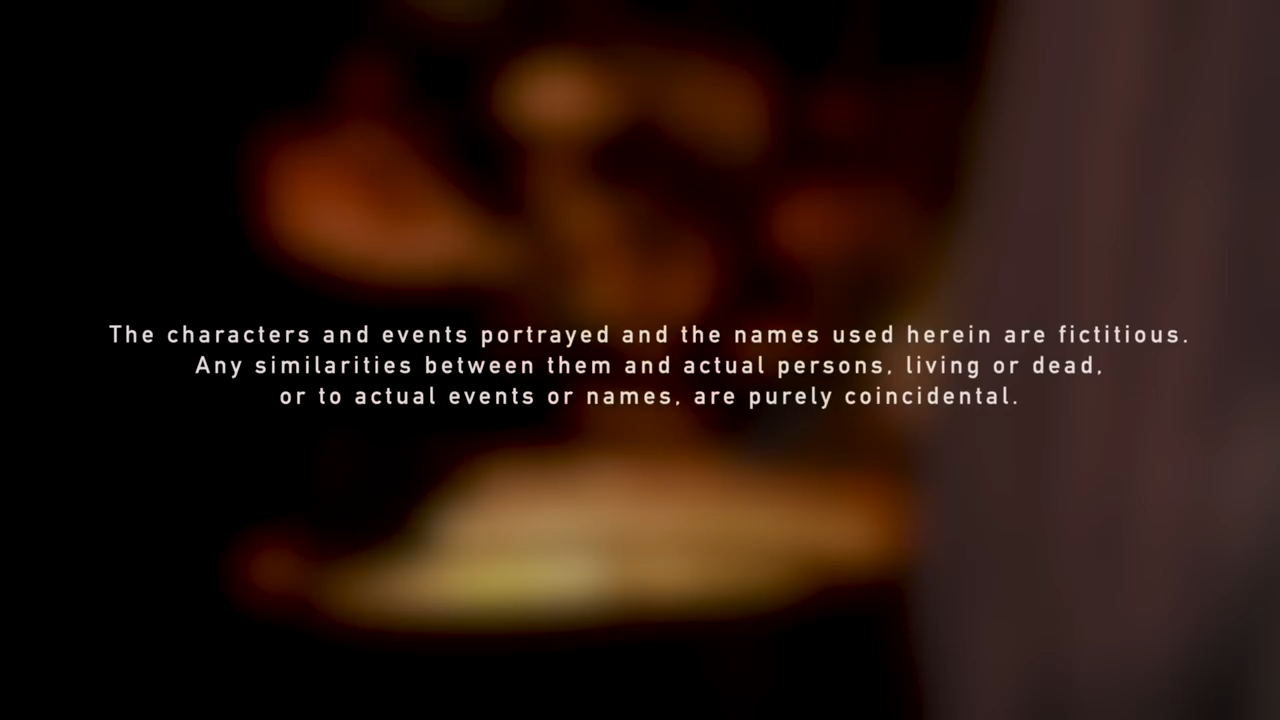 The characters and events portrayed and the names used herein are fictitious.
Any similarities between them and actual persons, living or dead,
or to actual events or names, are purely coincidental.